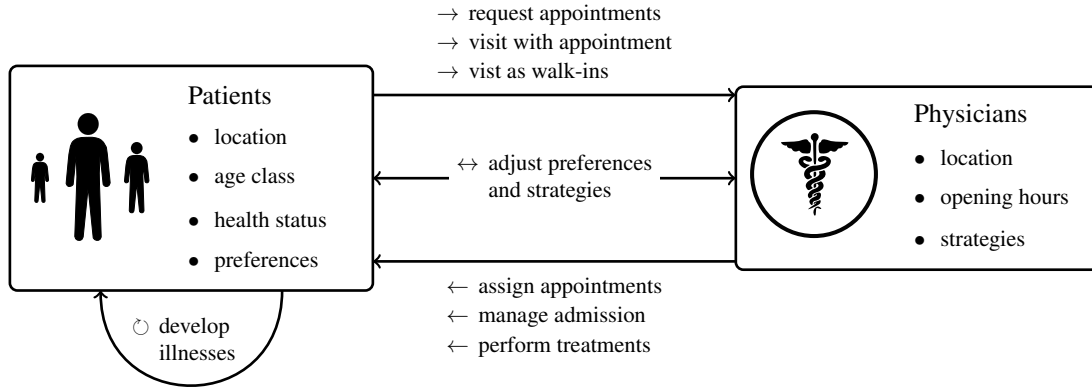 → request appointments
→ visit with appointment
→ vist as walk-ins
Patients
• location
• age class
• health status
• preferences
↔ adjust preferences
and strategies
Physicians
• location
• opening hours
• strategies
← assign appointments
← manage admission
← perform treatments
↻ develop
illnesses